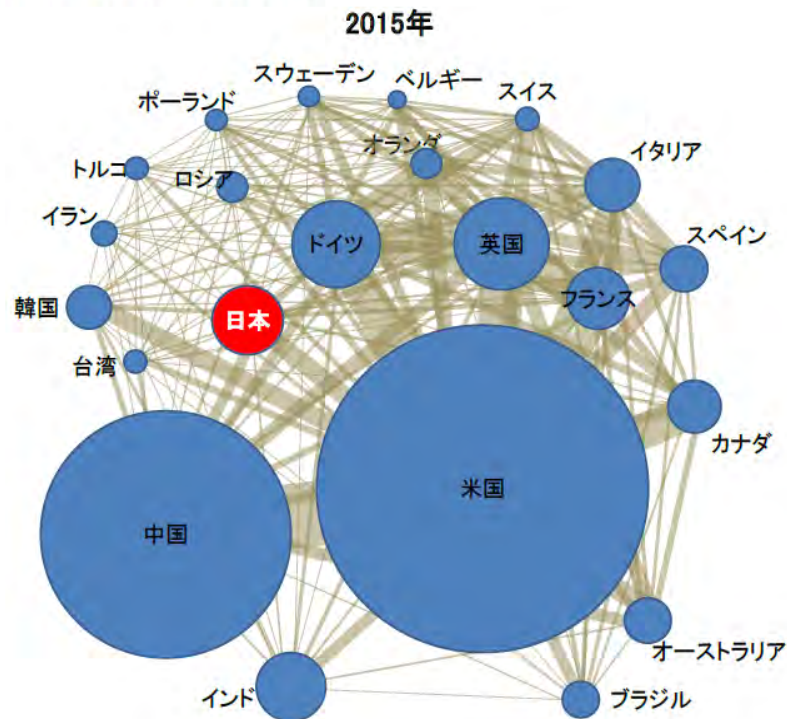 2015年
スウェーデン
ベルギー
スイス
ポーランド
オランダ
イタリア
トルコ
ロシア
イラン
ドイツ
英国
スペイン
韓国
日本
フランス
台湾
カナダ
米国
中国
オーストラリア
インド
ブラジル